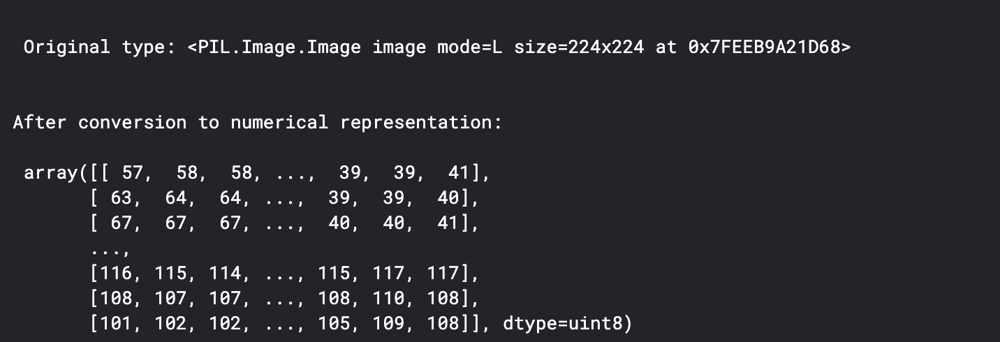 Original type: <PIL.Image.Image image mode=L size=224x224 at 0x7FEEB9A21D68>
After conversion to numerical representation:
array([[ 57,  58,  58, ...,  39,  39,  41],
[ 63,  64,  64, ...,  39,  39,  40],
[ 67,  67,  67, ...,  40,  40,  41],
...,
[116, 115, 114, ..., 115, 117, 117],
[108, 107, 107, ..., 108, 110, 108],
[101, 102, 102, ..., 105, 109, 108]], dtype=uint8)